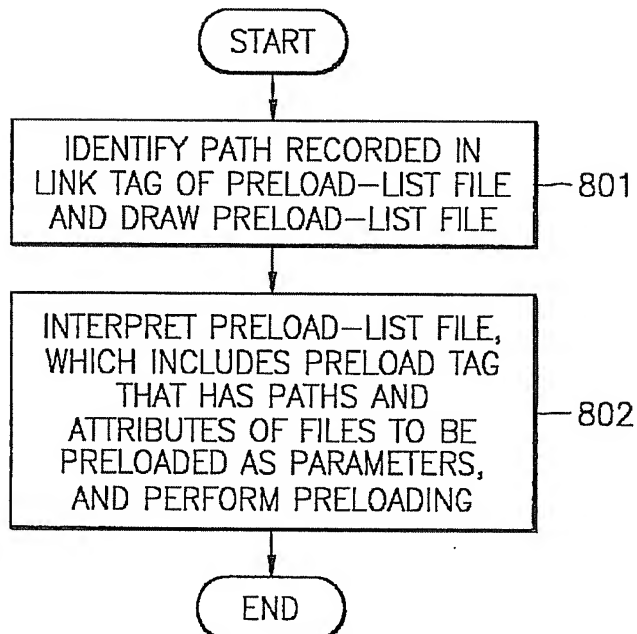 START
IDENTIFY PATH RECORDED IN
LINK TAG OF PRELOAD-LIST FILE
AND DRAW PRELOAD-LIST FILE
801
INTERPRET PRELOAD-LIST FILE,
WHICH INCLUDES PRELOAD TAG
THAT HAS PATHS AND
ATTRIBUTES OF FILES TO BE
PRELOADED AS PARAMETERS,
AND PERFORM PRELOADING
802
END